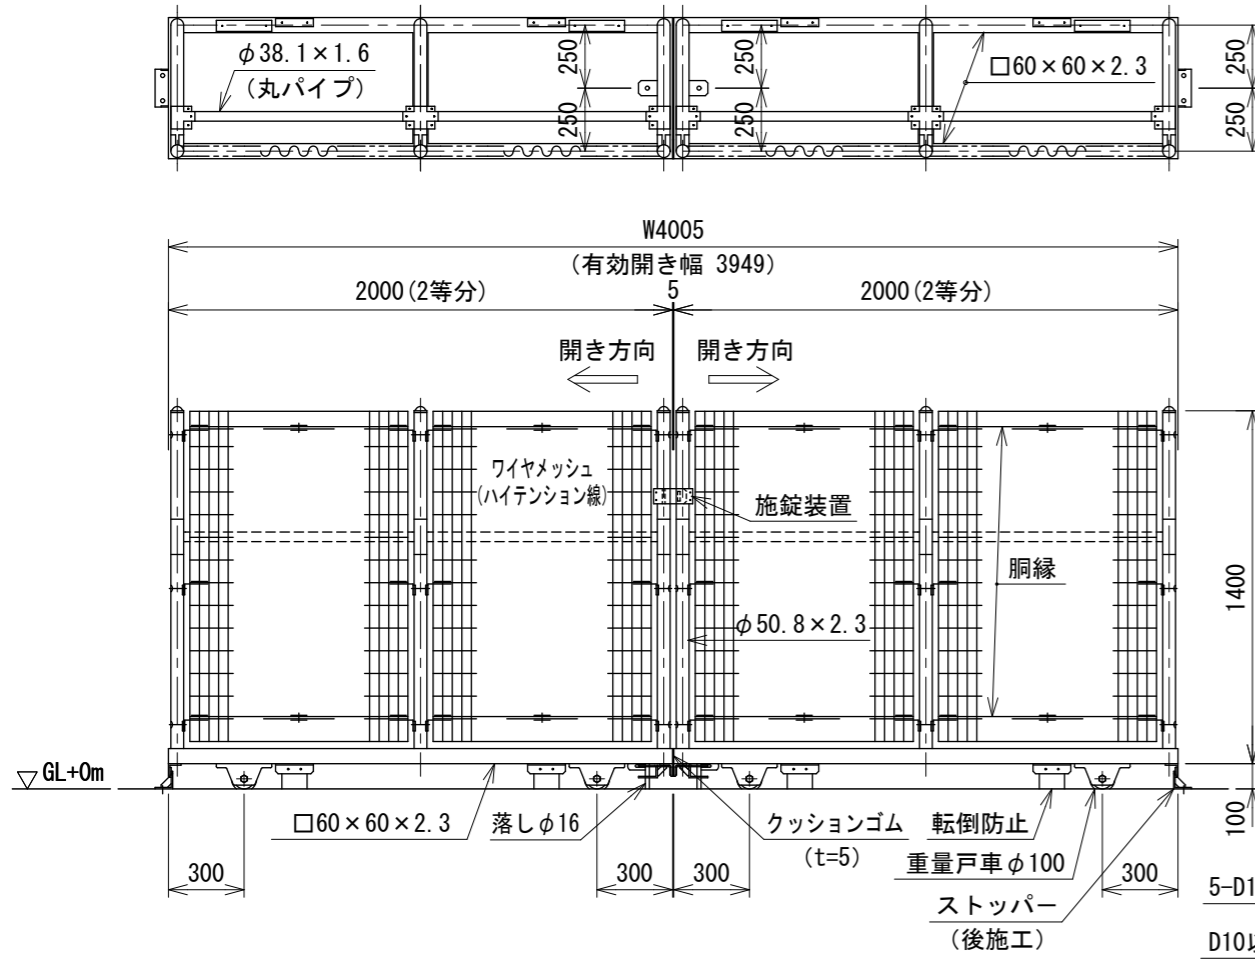 φ38.1×1.6
(丸パイプ)
250
250
250
250
□60×60×2.3
250
250
W4005
(有効開き幅 3949)
2000(2等分)
5
2000(2等分)
開き方向
開き方向
ワイヤメッシュ
(ハイテンション線)
施錠装置
胴縁
φ50.8×2.3
1400
GL+0m
□60×60×2.3
落しφ16
クッションゴム
(t=5)
転倒防止
重量戸車φ100
100
300
300
300
300
ストッパー
(後施工)
5-D1